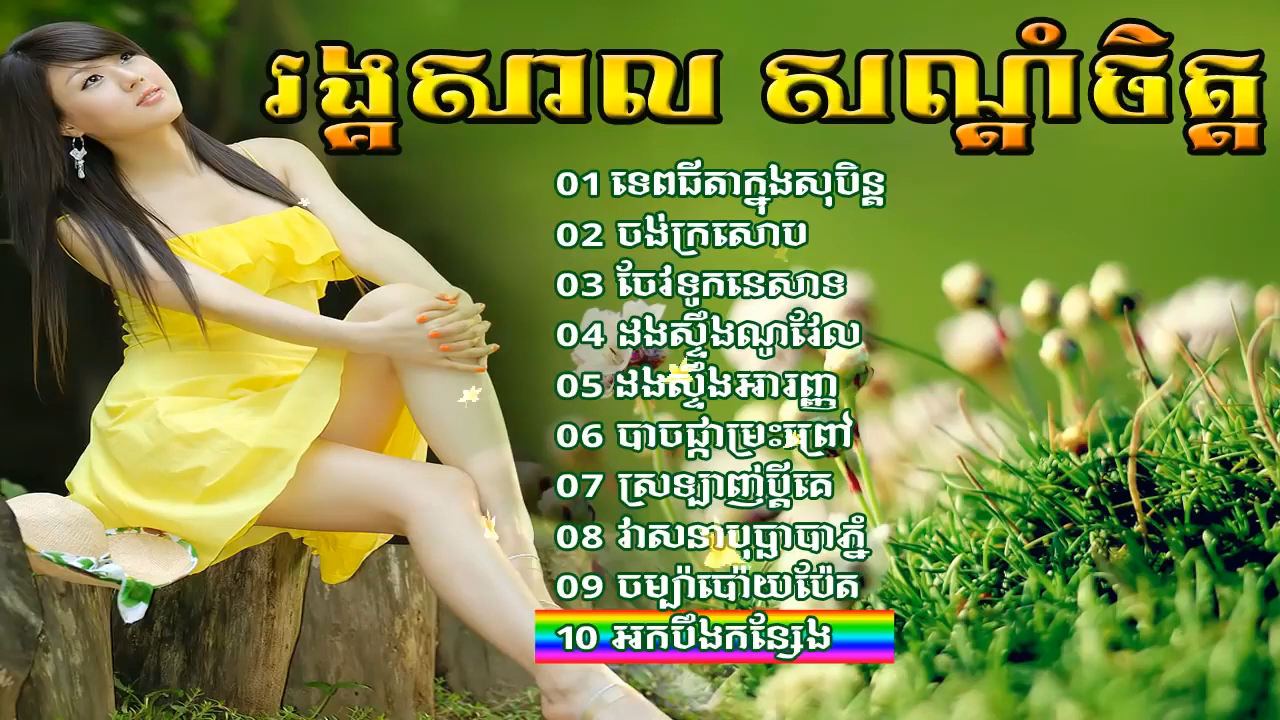 រង្គសាល សណ្ដំចិត្ត
01 ទេពធីតាក្នុងសុបិន្ត
02 ចង់ក្រសោប
03 ចែវទូកនេសាទ
04 ដងស្ទឹងណូវែល
05 ដងស្ទឹងអារញ្ញ
06 បាចផ្កាម្រះព្រៅ
07 ស្រឡាញ់ប្ដីគេ
08 វាសនាបុប្ផាបាភ្នំ
09 ចម្ប៉ាប៉ោយប៉ែត
10 អកបឹងកន្សែង